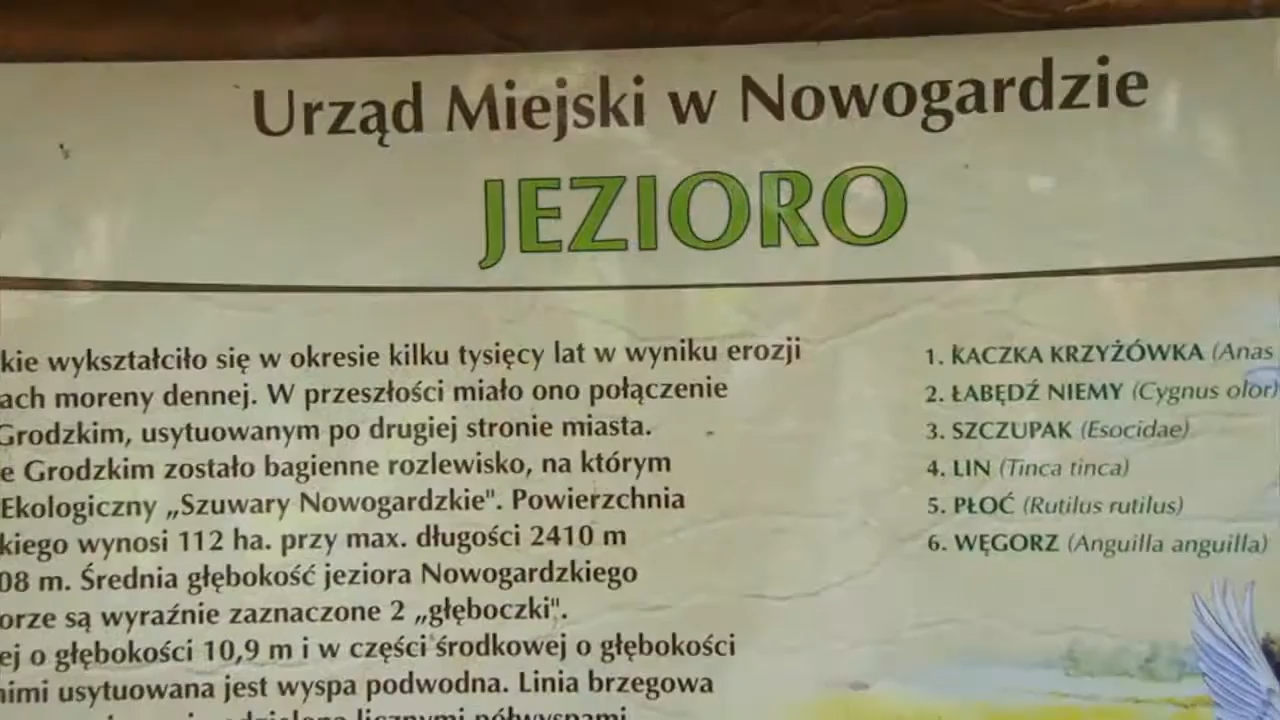 Urząd Miejski w Nowogardzie
JEZIORO
kie wykształciło się w okresie kilku tysięcy lat w wyniku erozji
ach moreny dennej. W przeszłości miało ono połączenie
Grodzkim, usytuowanym po drugiej stronie miasta.
e Grodzkim zostało bagienne rozlewisko, na którym
Ekologiczny „Szuwary Nowogardzkie". Powierzchnia
kiego wynosi 112 ha. przy max. długości 2410 m
08 m. Średnia głębokość jeziora Nowogardzkiego
orze są wyraźnie zaznaczone 2 „głęboczki".
ej o głębokości 10,9 m i w części środkowej o głębokości
nimi usytuowana jest wyspa podwodna. Linia brzegowa
licznymi półwyspami
1. KACZKA KRZYŻÓWKA (Anas
2. ŁABĘDŹ NIEMY (Cygnus olor)
3. SZCZUPAK (Esocidae)
4. LIN (Tinca tinca)
5. PŁOĆ (Rutilus rutilus)
6. WĘGORZ (Anguilla anguilla)